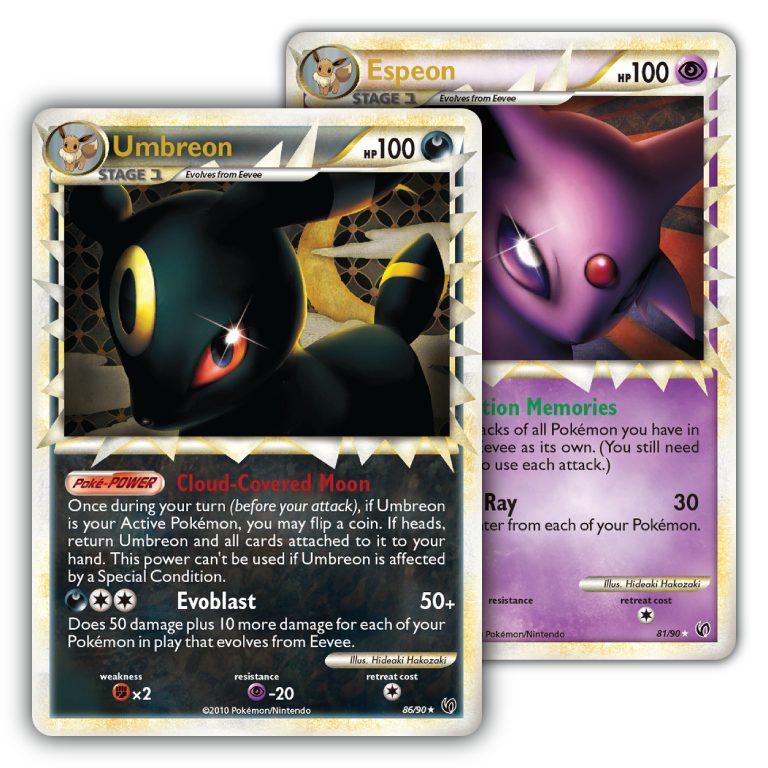 Espeon
HP100
STAGE 1
Evolves from Eevee
Umbreon
HP100
STAGE 1
Evolves from Eevee
Poké-POWER Cloud-Covered Moon
Once during your turn (before your attack), if Umbreon
is your Active Pokémon, you may flip a coin. If heads,
return Umbreon and all cards attached to it to your
hand. This power can't be used if Umbreon is affected
by a Special Condition.
Evoblast 50+
Does 50 damage plus 10 more damage for each of your
Pokémon in play that evolves from Eevee.
Illus. Hideaki Hakozaki
weakness resistance retreat cost
×2 -20
©2010 Pokémon/Nintendo 86/90★
tion Memories
acks of all Pokémon you have in
evee as its own. (You still need
o use each attack.)
Ray 30
ter from each of your Pokémon.
Illus. Hideaki Hakozaki
resistance retreat cost
Pokémon/Nintendo 81/90★